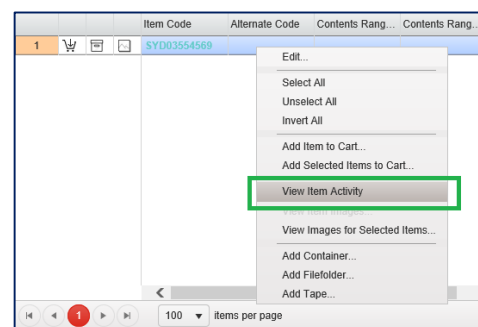 Item Code Alternate Code Contents Rang... Contents Rang...
1 SYD03554569
Edit...
Select All
Unselect All
Invert All
Add Item to Cart...
Add Selected Items to Cart...
View Item Activity
View Item Images...
View Images for Selected Items...
Add Container...
Add Filefolder...
Add Tape...
1 100 items per page